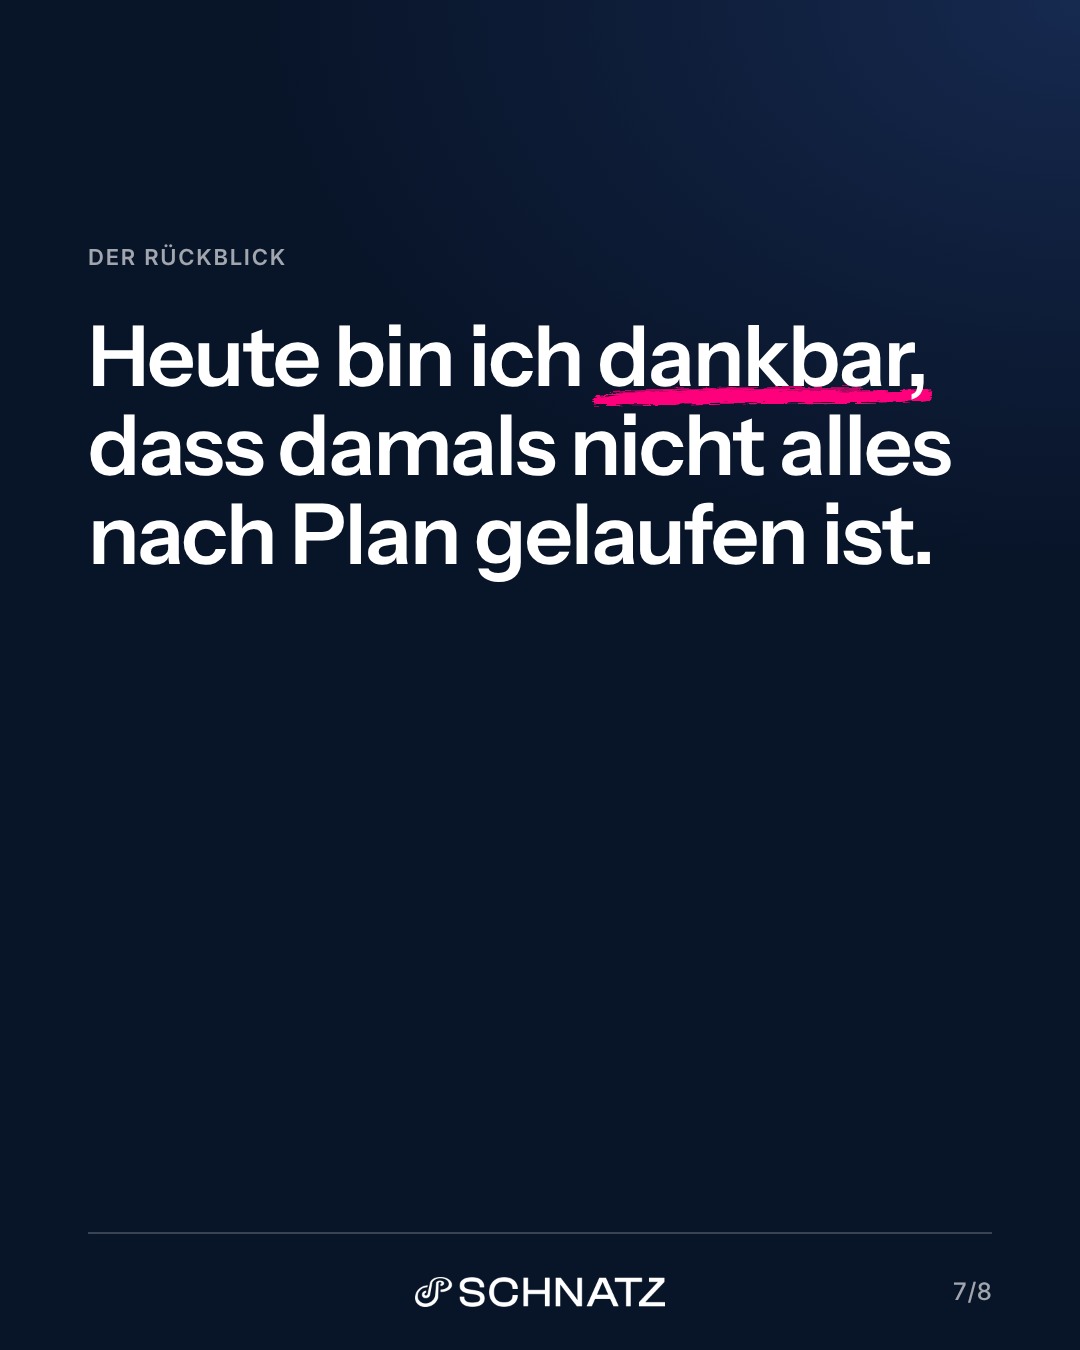 DER RÜCKBLICK
Heute bin ich dankbar,
dass damals nicht alles
nach Plan gelaufen ist.
SCHNATZ
7/8